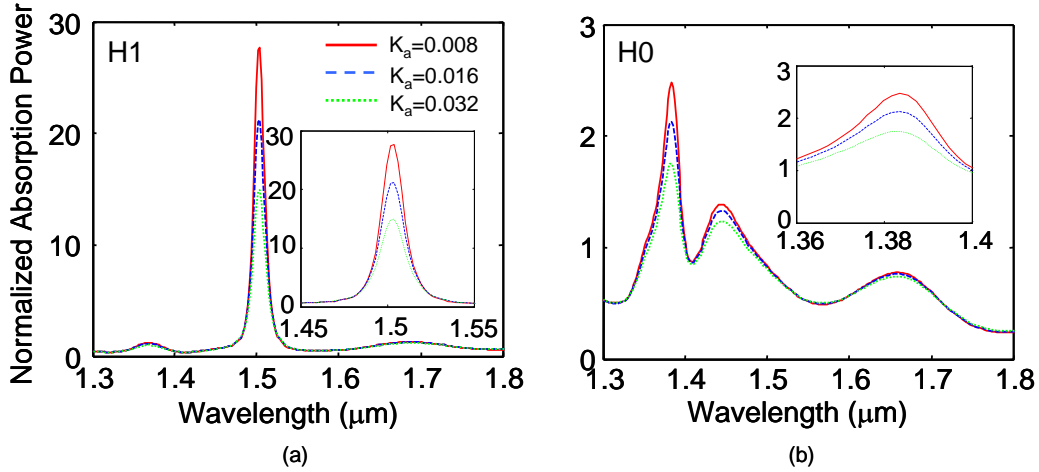 Normalized Absorption Power
H1
K_a=0.008
K_a=0.016
K_a=0.032
30
20
10
0
1.3 1.4 1.5 1.6 1.7 1.8
Wavelength (μm)
30
20
10
0
1.45 1.5 1.55
(a)
H0
3
2
1
0
1.3 1.4 1.5 1.6 1.7 1.8
Wavelength (μm)
3
2
1
0
1.36 1.38 1.4
(b)